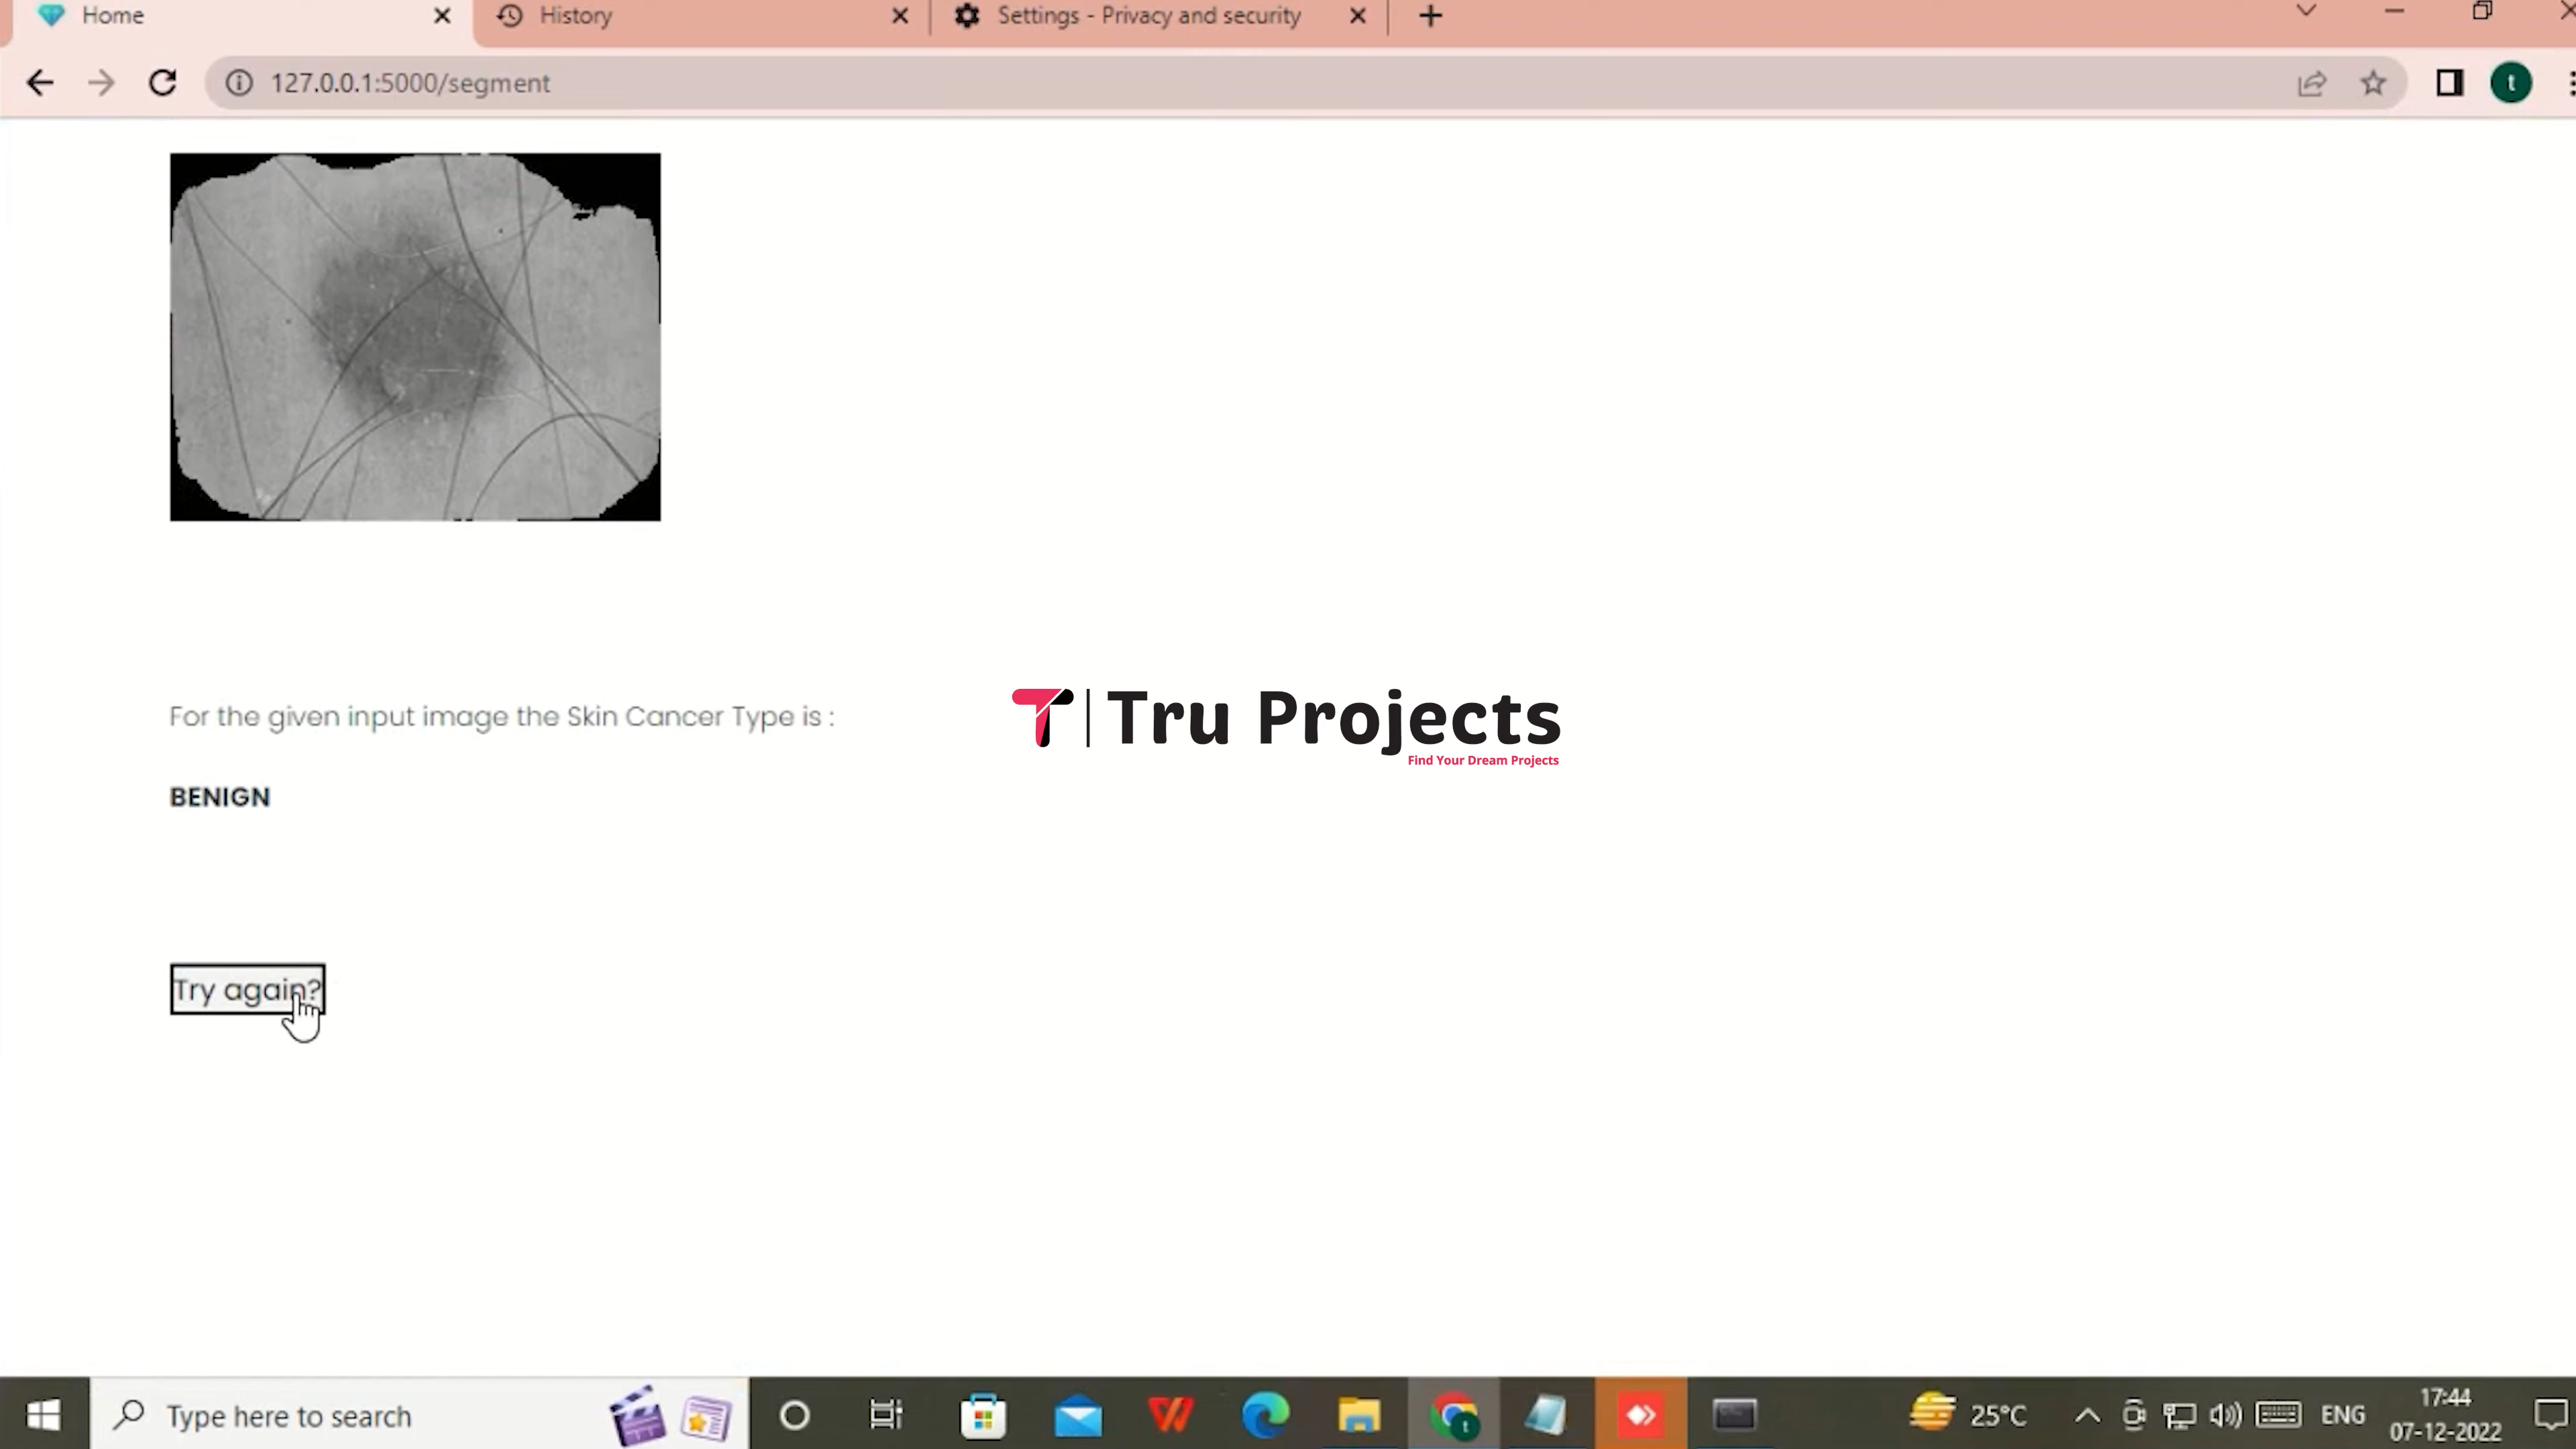 Home
History
Settings - Privacy and security
127.0.0.1:5000/segment
t
For the given input image the Skin Cancer Type is :
Tru Projects
Find Your Dream Projects
BENIGN
Try again?
Type here to search
t
25°C
ENG
17:44
07-12-2022